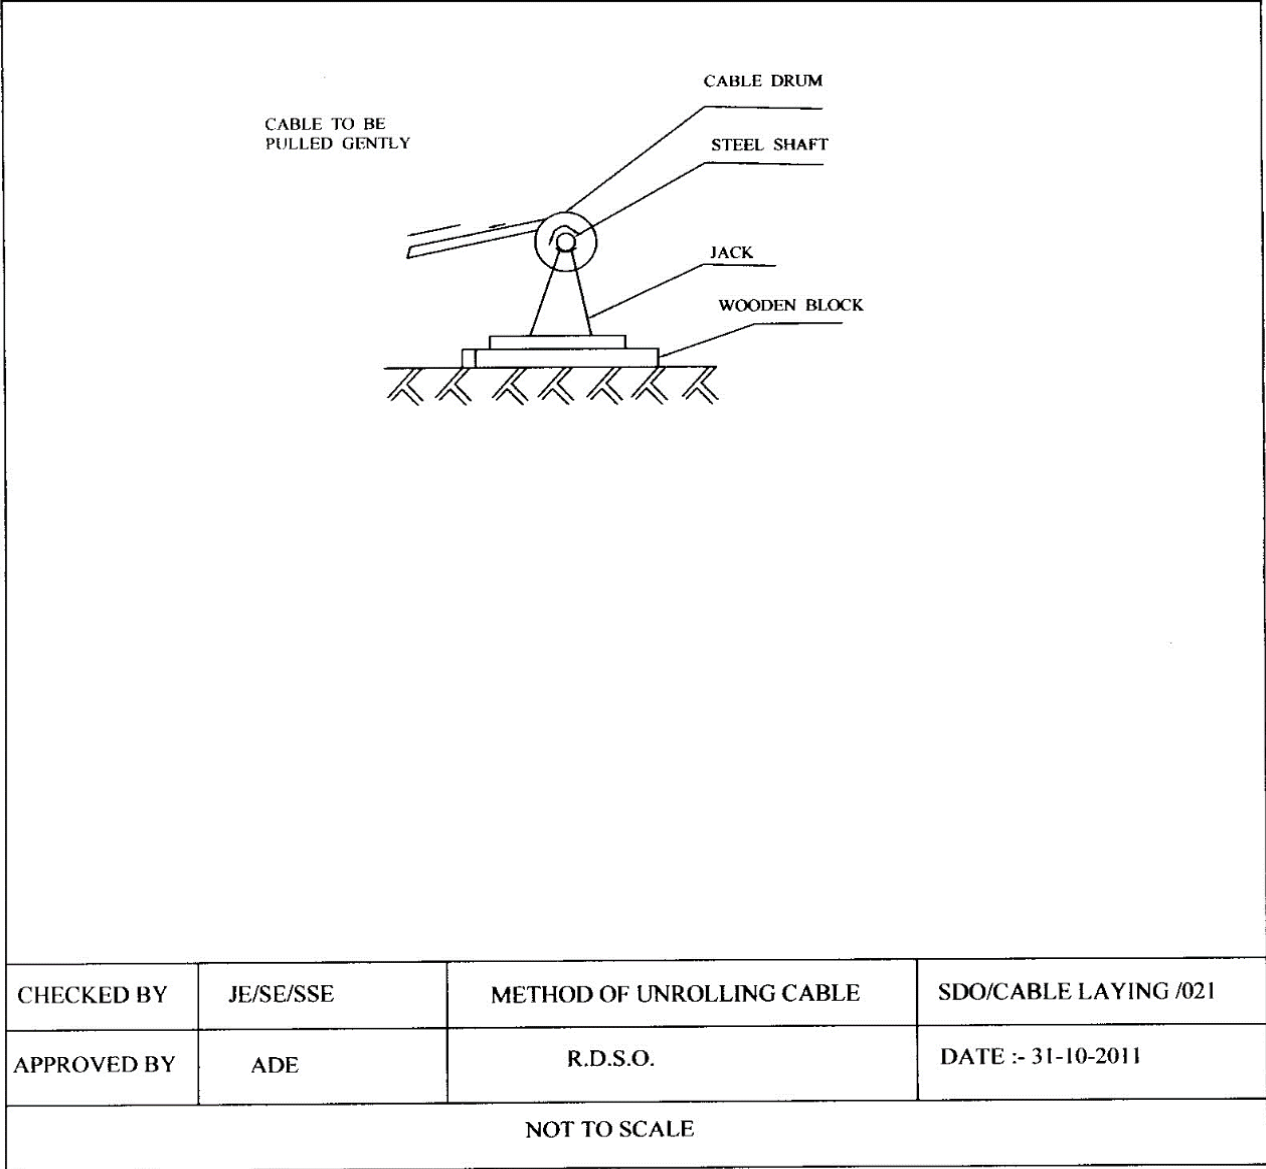 CABLE DRUM
CABLE TO BE
PULLED GENTLY
STEEL SHAFT
JACK
WOODEN BLOCK
CHECKED BY JE/SE/SSE METHOD OF UNROLLING CABLE SDO/CABLE LAYING /021
APPROVED BY ADE R.D.S.O. DATE :- 31-10-2011
NOT TO SCALE